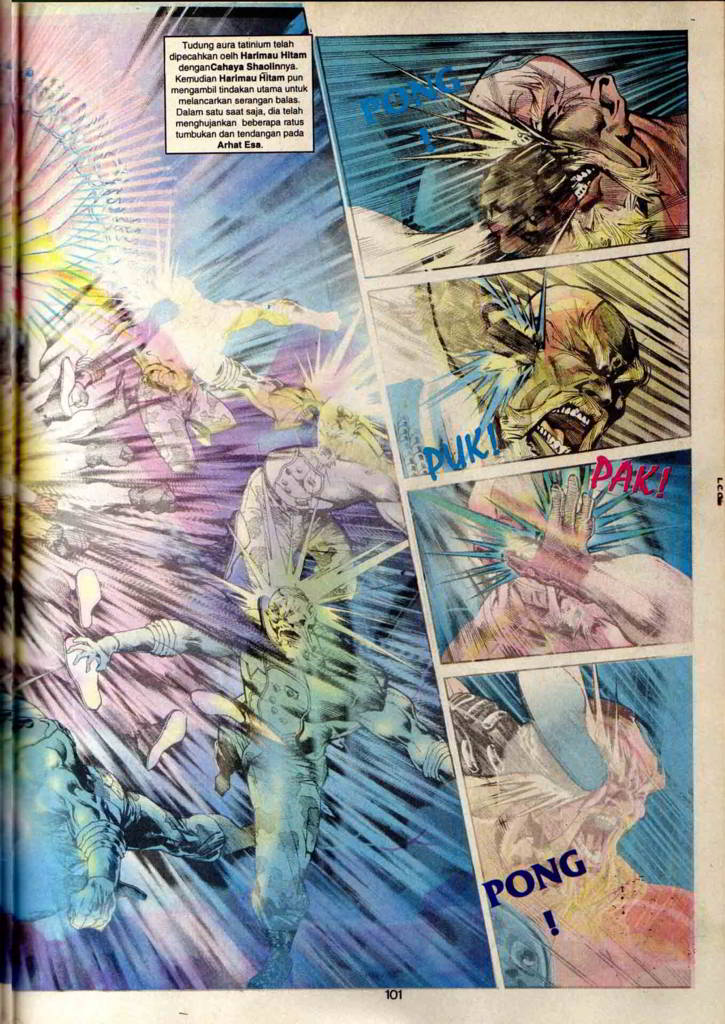 Tudung aura tatinium telah
dipecahkan oelh Harimau Hitam
denganCahaya Shaolinnya.
Kemudian Harimau Hitam pun
mengambil tindakan utama untuk
melancarkan serangan balas.
Dalam satu saat saja, dia telah
menghujankan beberapa ratus
tumbukan dan tendangan pada
Arhat Esa.
PONG
!
PUK!
PAK!
PONG
!
101